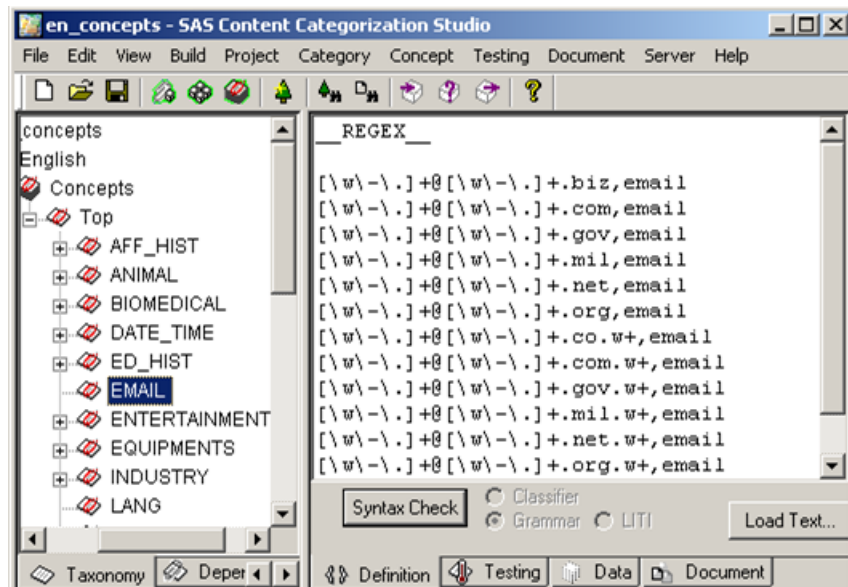 en_concepts - SAS Content Categorization Studio
File Edit View Build Project Category Concept Testing Document Server Help
concepts
English
Concepts
Top
AFF_HIST
ANIMAL
BIOMEDICAL
DATE_TIME
ED_HIST
EMAIL
ENTERTAINMENT
EQUIPMENTS
INDUSTRY
LANG
Taxonomy Deper
__REGEX__
[\w\-\.]+@[\w\-\.]+.biz,email
[\w\-\.]+@[\w\-\.]+.com,email
[\w\-\.]+@[\w\-\.]+.gov,email
[\w\-\.]+@[\w\-\.]+.mil,email
[\w\-\.]+@[\w\-\.]+.net,email
[\w\-\.]+@[\w\-\.]+.org,email
[\w\-\.]+@[\w\-\.]+.co.w+,email
[\w\-\.]+@[\w\-\.]+.com.w+,email
[\w\-\.]+@[\w\-\.]+.gov.w+,email
[\w\-\.]+@[\w\-\.]+.mil.w+,email
[\w\-\.]+@[\w\-\.]+.net.w+,email
[\w\-\.]+@[\w\-\.]+.org.w+,email
Syntax Check
Classifier
Grammar LITI
Load Text...
Definition Testing Data Document